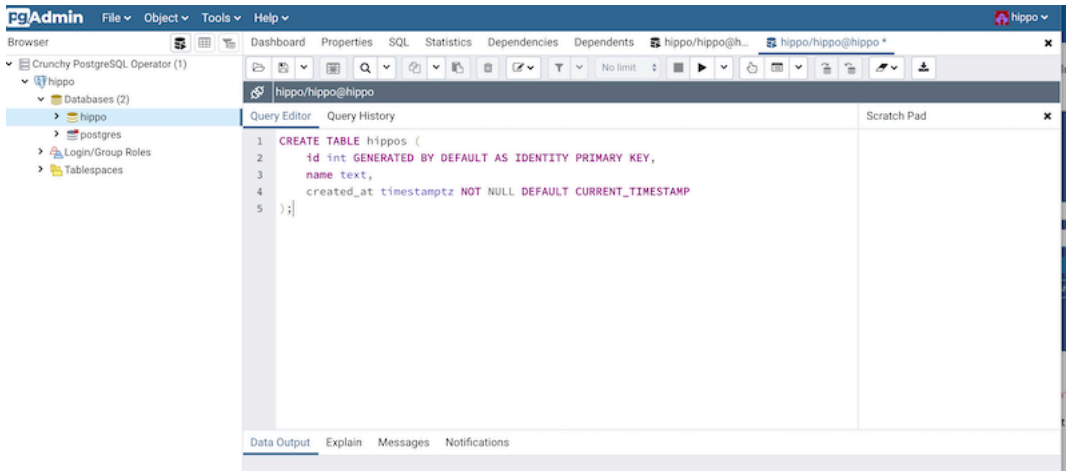 pgAdmin File Object Tools Help hippo
Browser
Dashboard Properties SQL Statistics Dependencies Dependents hippo/hippo@h... hippo/hippo@hippo *
Crunchy PostgreSQL Operator (1)
No limit
hippo
hippo/hippo@hippo
Databases (2)
hippo
Query Editor Query History Scratch Pad
postgres
Login/Group Roles
Tablespaces
1 CREATE TABLE hippos (
2 id int GENERATED BY DEFAULT AS IDENTITY PRIMARY KEY,
3 name text,
4 created_at timestamptz NOT NULL DEFAULT CURRENT_TIMESTAMP
5 );
Data Output Explain Messages Notifications